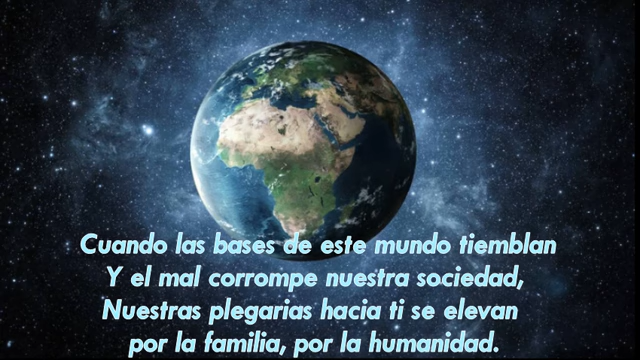 Cuando las bases de este mundo tiemblan
Y el mal corrompe nuestra sociedad,
Nuestras plegarias hacia ti se elevan
por la familia, por la humanidad.